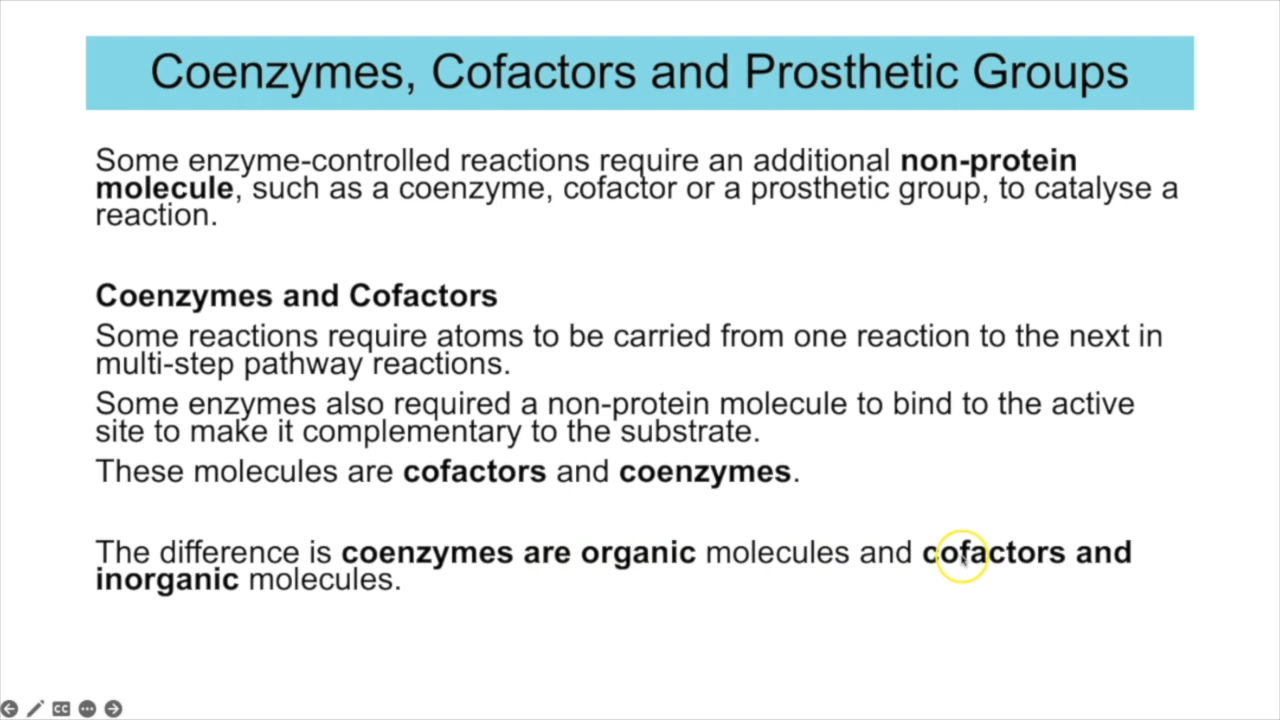 Coenzymes, Cofactors and Prosthetic Groups
Some enzyme-controlled reactions require an additional non-protein
molecule, such as a coenzyme, cofactor or a prosthetic group, to catalyse a
reaction.
Coenzymes and Cofactors
Some reactions require atoms to be carried from one reaction to the next in
multi-step pathway reactions.
Some enzymes also required a non-protein molecule to bind to the active
site to make it complementary to the substrate.
These molecules are cofactors and coenzymes.
The difference is coenzymes are organic molecules and cofactors and
inorganic molecules.
CC